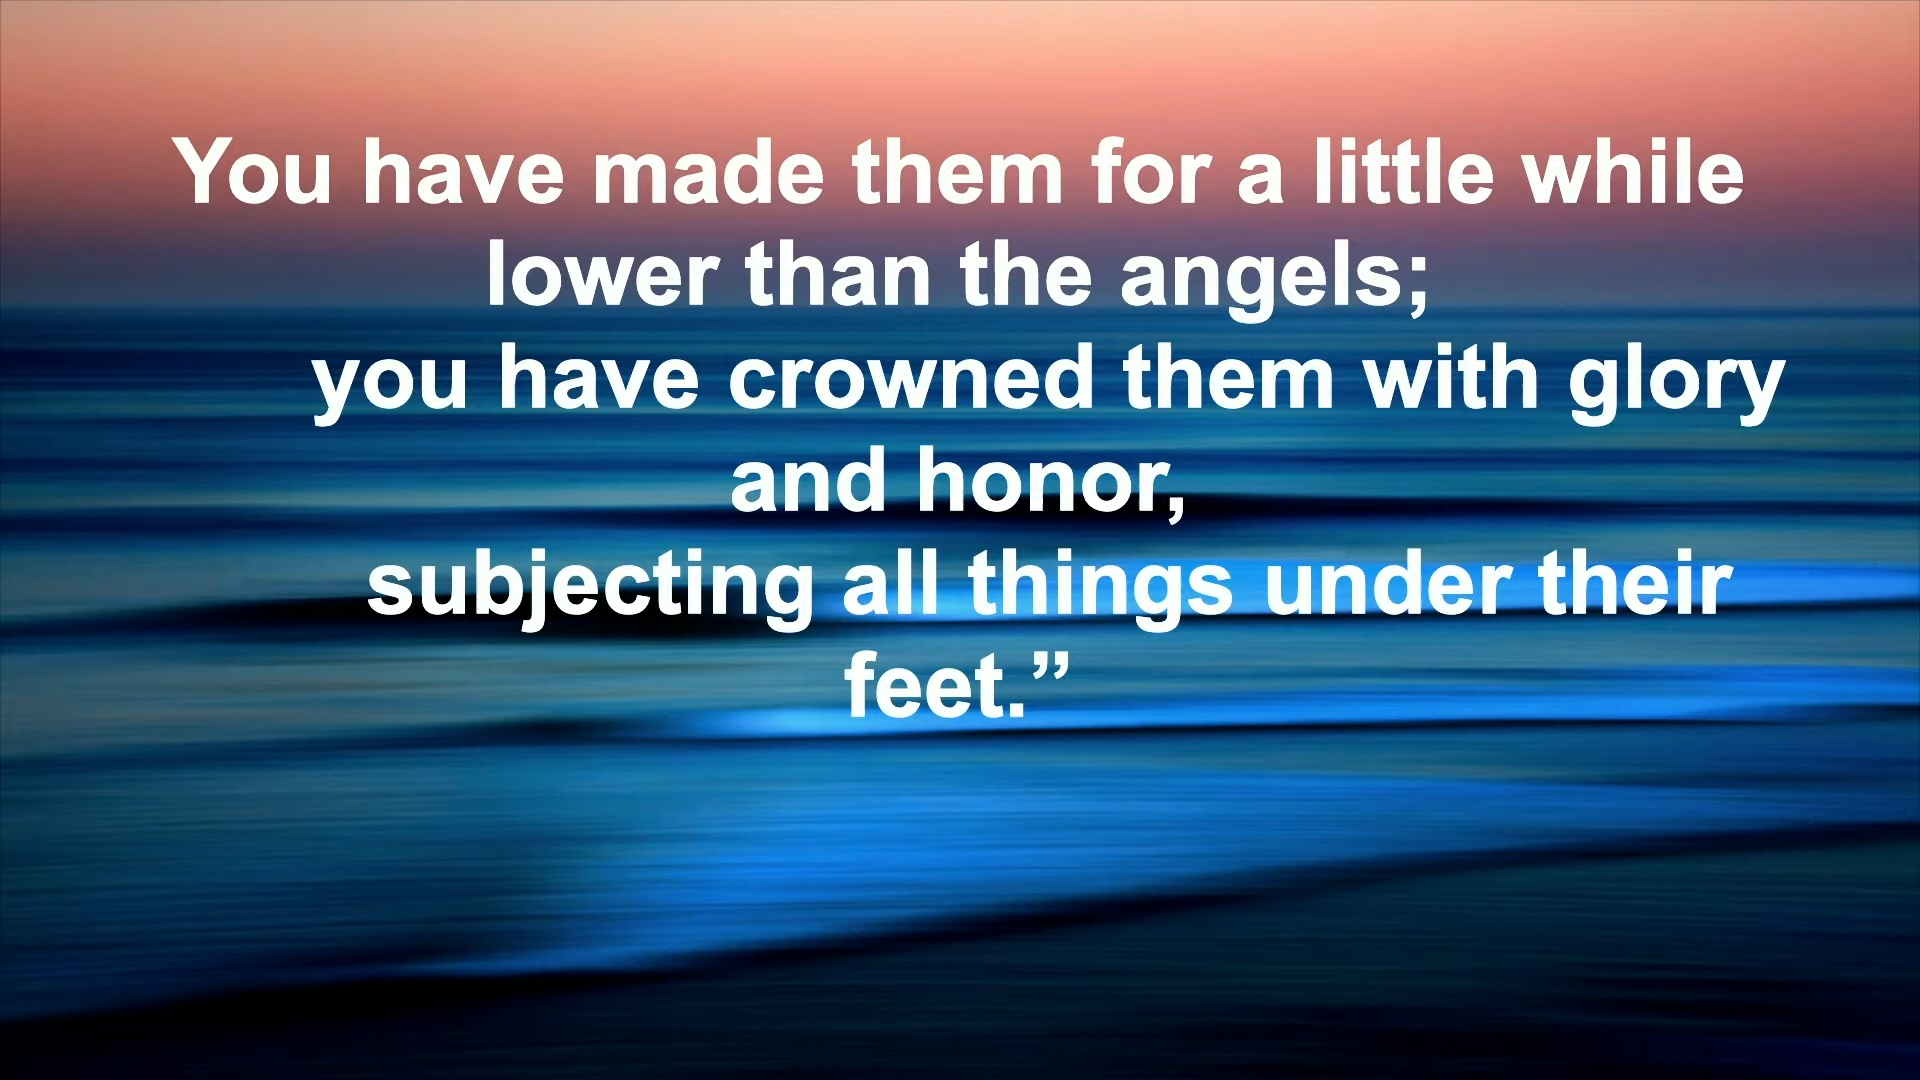 You have made them for a little while
lower than the angels;
you have crowned them with glory
and honor,
subjecting all things under their
feet.”